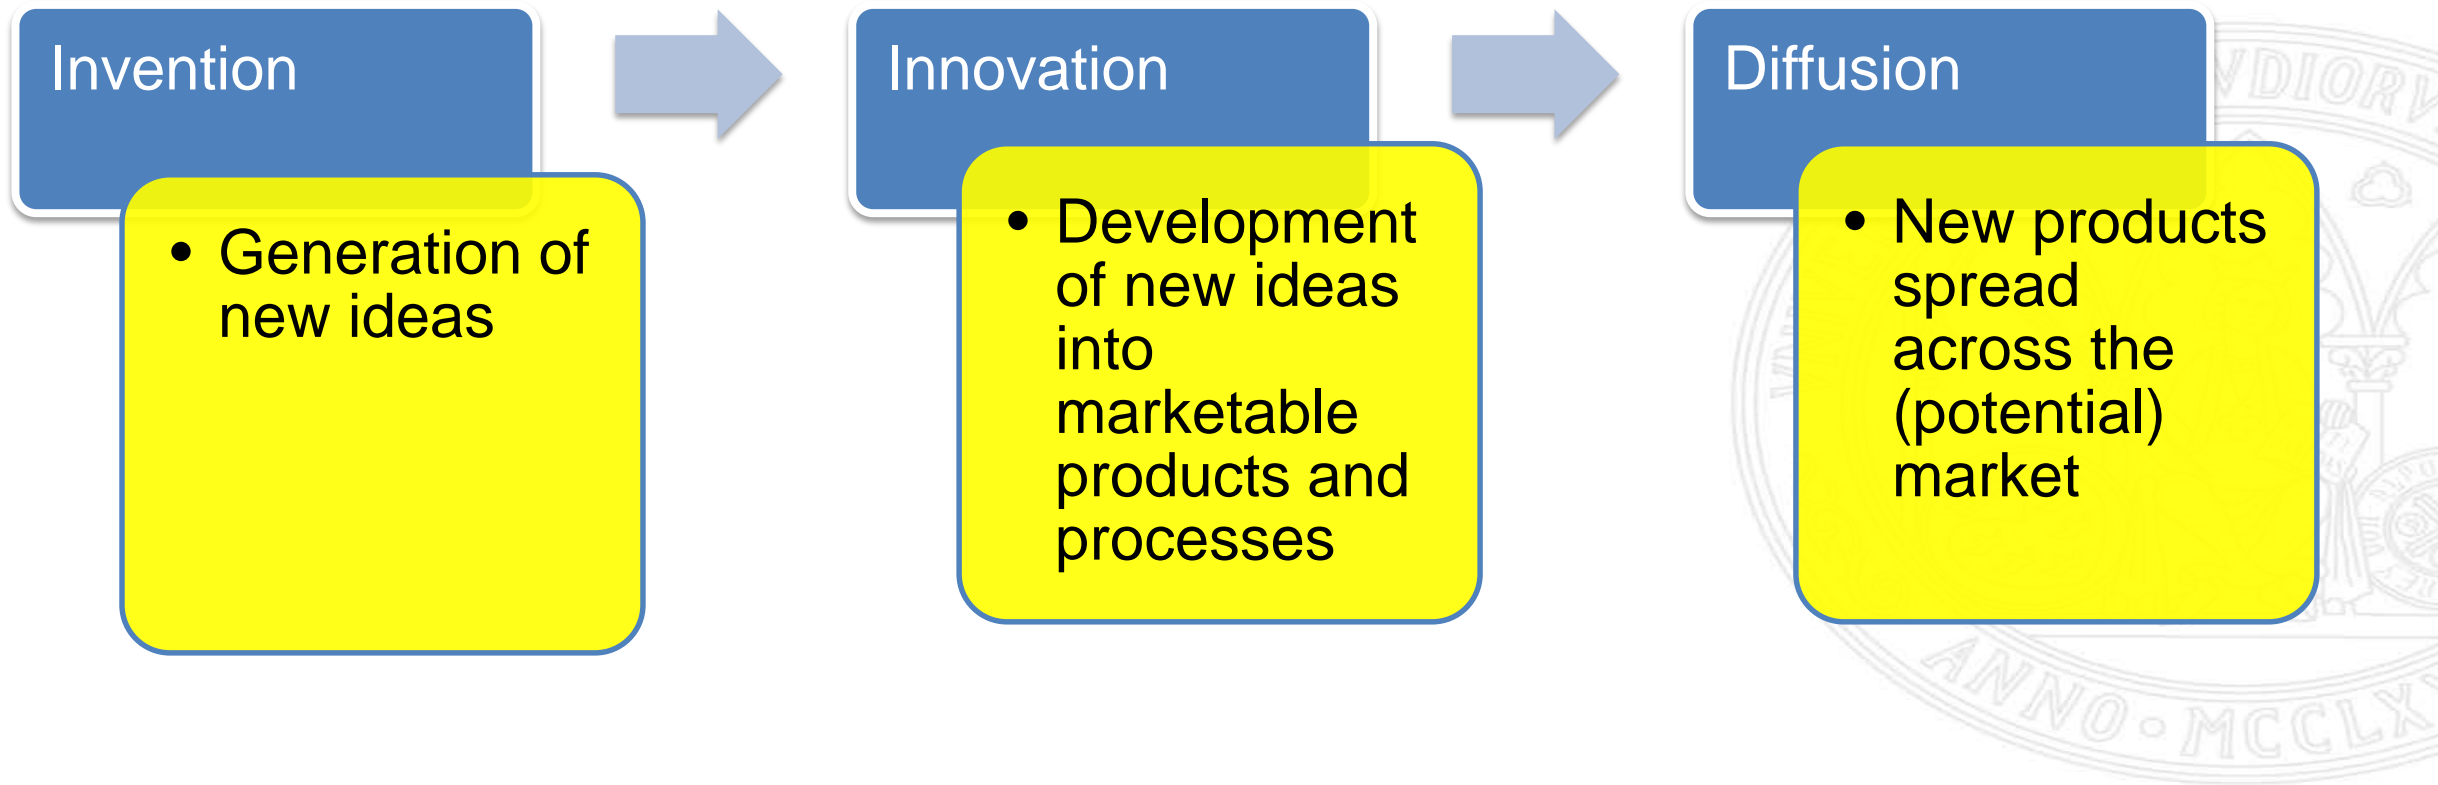 Invention
• Generation of
new ideas
Innovation
• Development
of new ideas
into
marketable
products and
processes
Diffusion
• New products
spread
across the
(potential)
market
ANNO · MCCLX